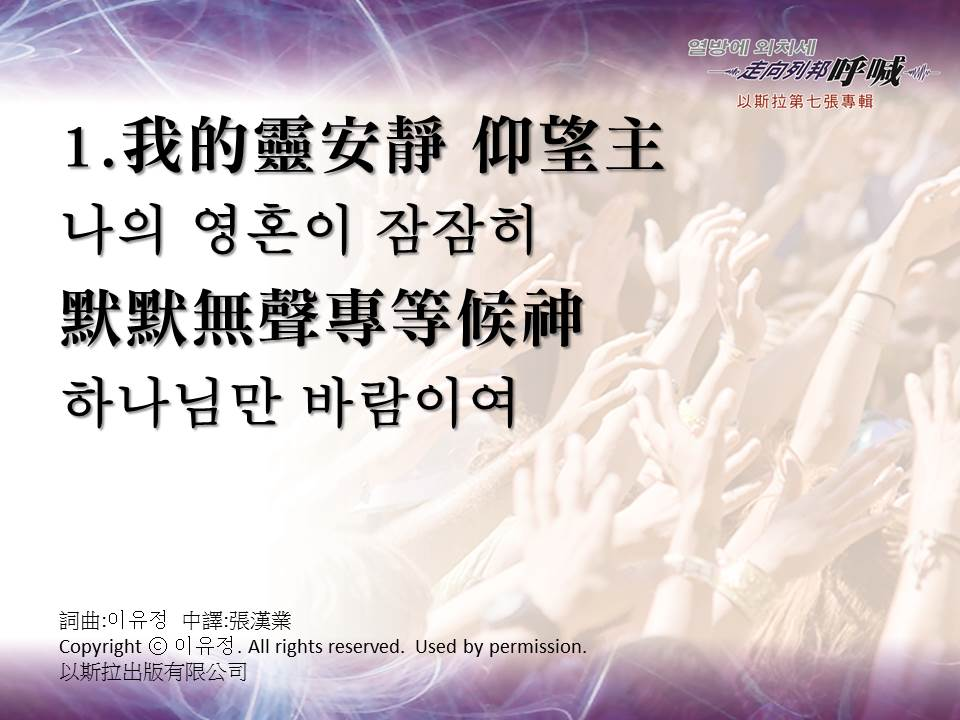 열방에 외치세
走向列邦呼喊
以斯拉第七張專輯
1.我的靈安靜 仰望主
나의 영혼이 잠잠히
默默無聲專等候神
하나님만 바람이여
詞曲:이유정 中譯:張漢業
Copyright ⓒ 이유정. All rights reserved. Used by permission.
以斯拉出版有限公司